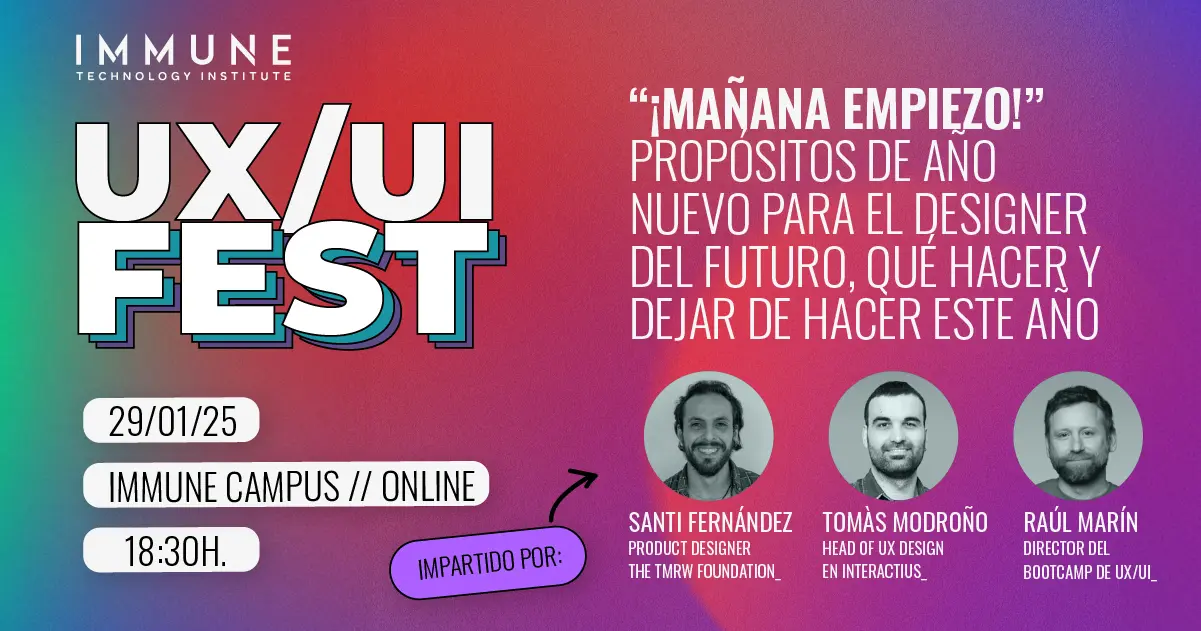 IMMUNE
TECHNOLOGY INSTITUTE
UX/UI
FEST
29/01/25
IMMUNE CAMPUS // ONLINE
18:30H.
“¡MAÑANA EMPIEZO!”
PROPÓSITOS DE AÑO
NUEVO PARA EL DESIGNER
DEL FUTURO, QUÉ HACER Y
DEJAR DE HACER ESTE AÑO
IMPARTIDO POR:
SANTI FERNÁNDEZ
PRODUCT DESIGNER
THE TMRW FOUNDATION_
TOMÀS MODROÑO
HEAD OF UX DESIGN
EN INTERACTIUS_
RAÚL MARÍN
DIRECTOR DEL
BOOTCAMP DE UX/UI_